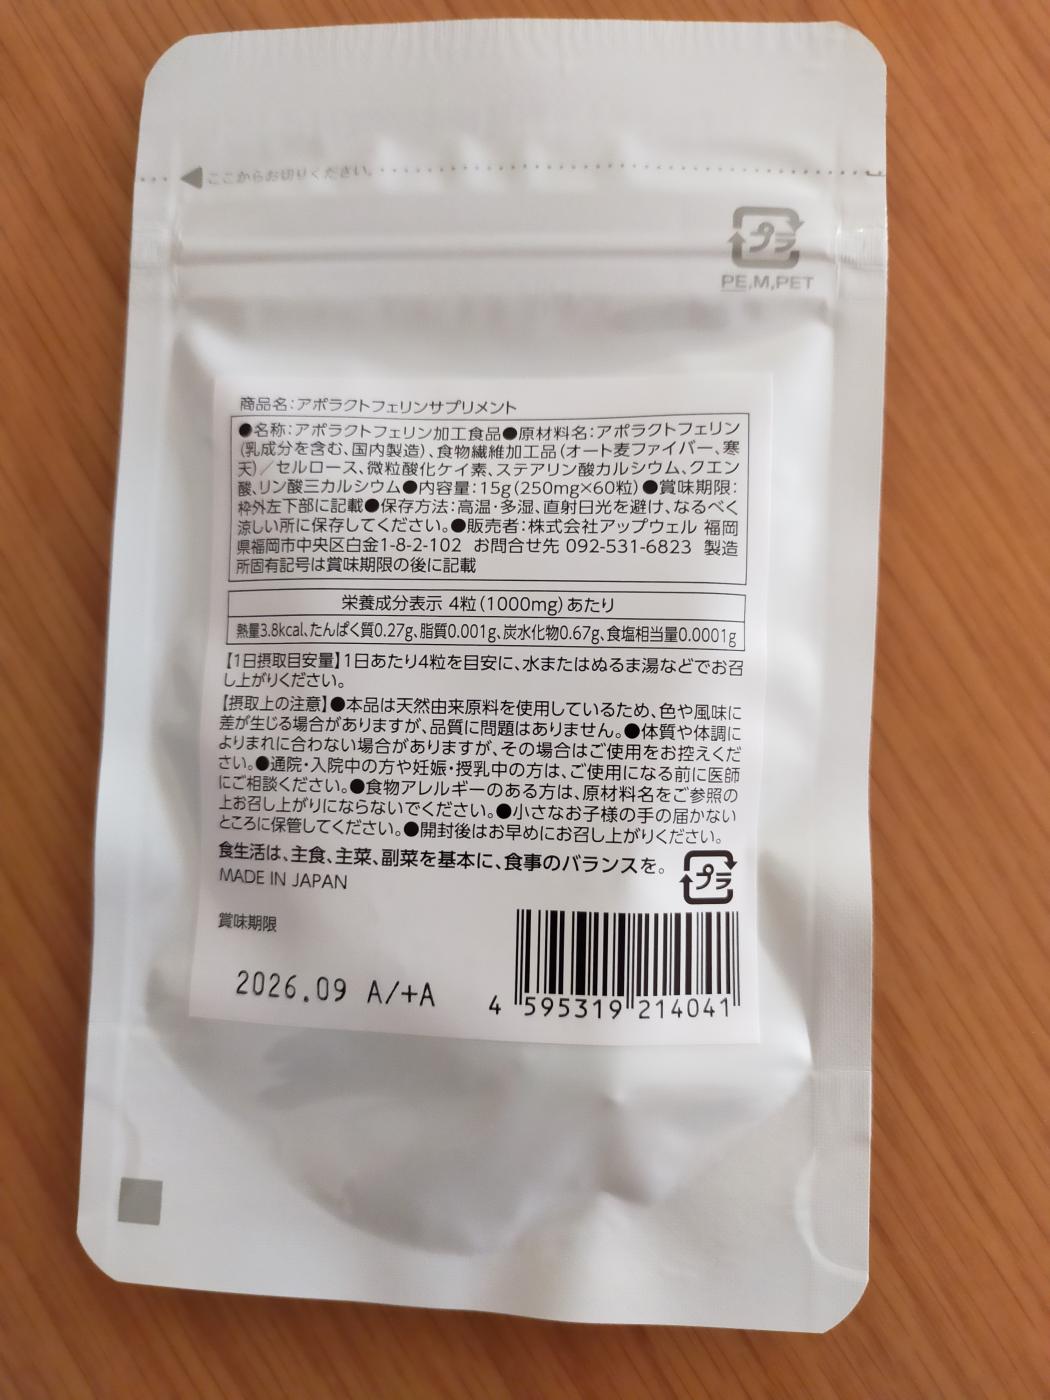 ここからお切りください。
プラ
PE,M,PET
商品名:アポラクトフェリンサプリメント
●名称:アポラクトフェリン加工食品●原材料名:アポラクトフェリン
(乳成分を含む、国内製造)、食物繊維加工品(オート麦ファイバー、寒
天)/セルロース、微粒酸化ケイ素、ステアリン酸カルシウム、クエン
酸、リン酸三カルシウム●内容量:15g(250mg×60粒)●賞味期限:
枠外左下部に記載●保存方法:高温・多湿、直射日光を避け、なるべく
涼しい所に保存してください。●販売者:株式会社アップウェル 福岡
県福岡市中央区白金1-8-2-102 お問合せ先 092-531-6823 製造
所固有記号は賞味期限の後に記載
栄養成分表示 4粒(1000mg)あたり
熱量3.8kcal、たんぱく質0.27g、脂質0.001g、炭水化物0.67g、食塩相当量0.0001g
【1日摂取目安量】1日あたり4粒を目安に、水またはぬるま湯などでお召
し上がりください。
【摂取上の注意】●本品は天然由来原料を使用しているため、色や風味に
差が生じる場合がありますが、品質に問題はありません。●体質や体調に
よりまれに合わない場合がありますが、その場合はご使用をお控えくだ
さい。●通院・入院中の方や妊娠・授乳中の方は、ご使用になる前に医師
にご相談ください。●食物アレルギーのある方は、原材料名をご参照の
上お召し上がりにならないでください。●小さなお子様の手の届かない
ところに保管してください。●開封後はお早めにお召し上がりください。
食生活は、主食、主菜、副菜を基本に、食事のバランスを。
プラ
MADE IN JAPAN
賞味期限
2026.09 A/+A
4 595319 214041